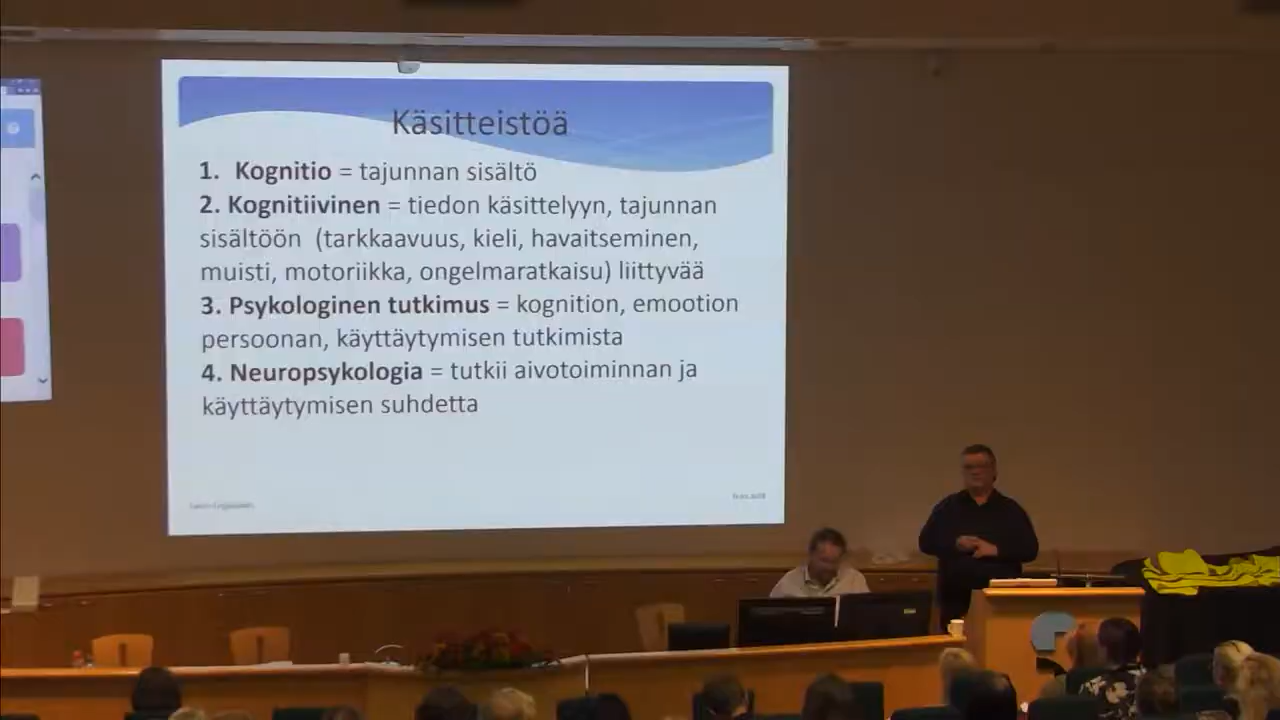 Käsitteistöä
1. Kognitio = tajunnan sisältö
2. Kognitiivinen = tiedon käsittelyyn, tajunnan
sisältöön (tarkkaavuus, kieli, havaitseminen,
muisti, motoriikka, ongelmaratkaisu) liittyvää
3. Psykologinen tutkimus = kognition, emootion
persoonan, käyttäytymisen tutkimista
4. Neuropsykologia = tutkii aivotoiminnan ja
käyttäytymisen suhdetta